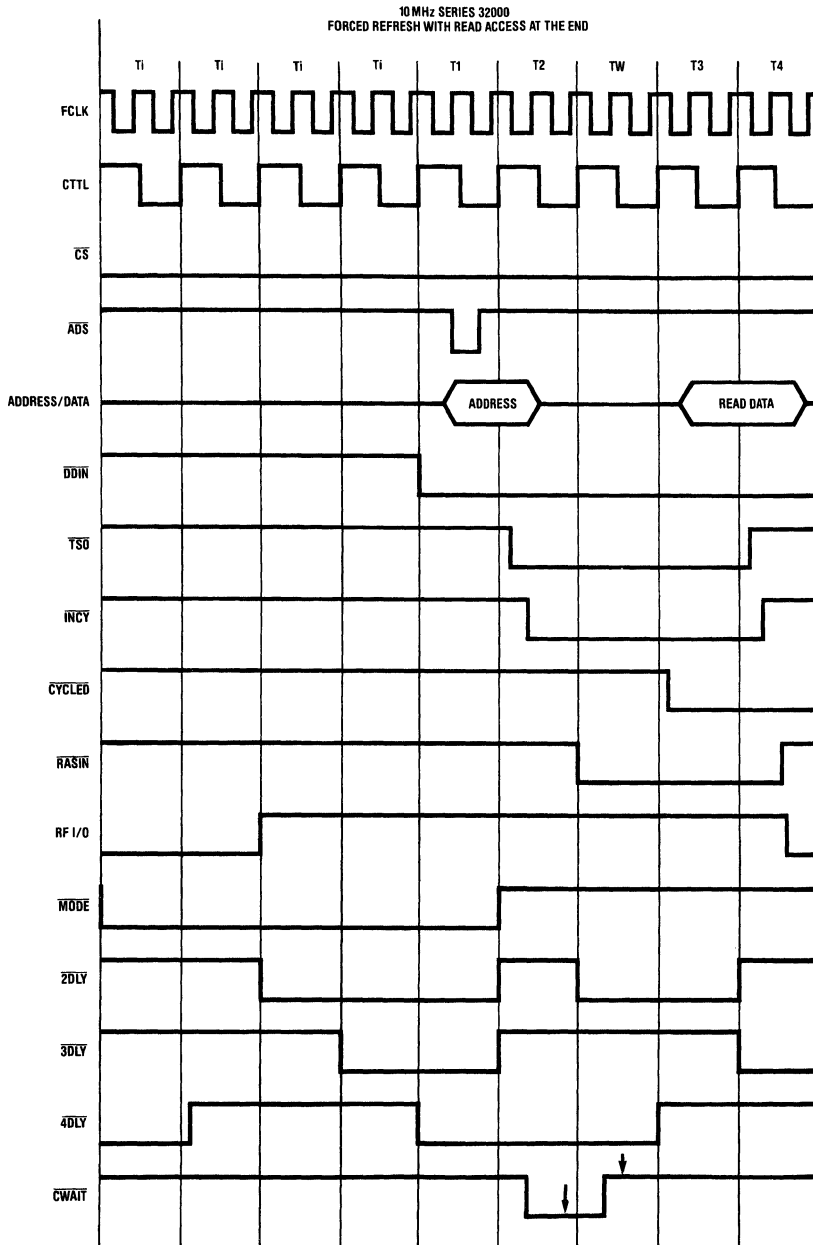 10 MHz SERIES 32000
FORCED REFRESH WITH READ ACCESS AT THE END
Ti Ti Ti Ti T1 T2 TW T3 T4
FCLK
CTTL
CS
ADS
ADDRESS/DATA ADDRESS READ DATA
DDIN
TSO
INCY
CYCLED
RASIN
RF I/O
MODE
2DLY
3DLY
4DLY
CWAIT